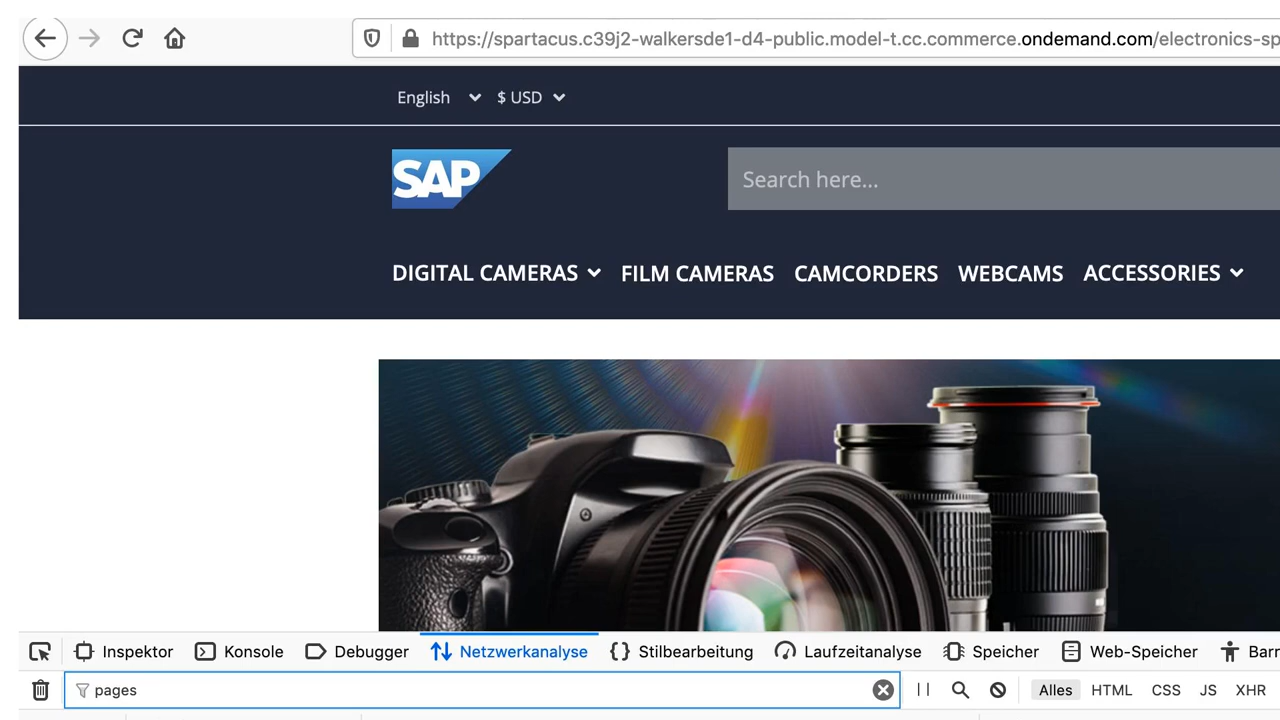 https://spartacus.c39j2-walkersde1-d4-public.model-t.cc.commerce.ondemand.com/electronics-sp
English $ USD
SAP Search here...
DIGITAL CAMERAS FILM CAMERAS CAMCORDERS WEBCAMS ACCESSORIES
Inspektor Konsole Debugger Netzwerkanalyse Stilbearbeitung Laufzeitanalyse Speicher Web-Speicher Barr
pages Alles HTML CSS JS XHR